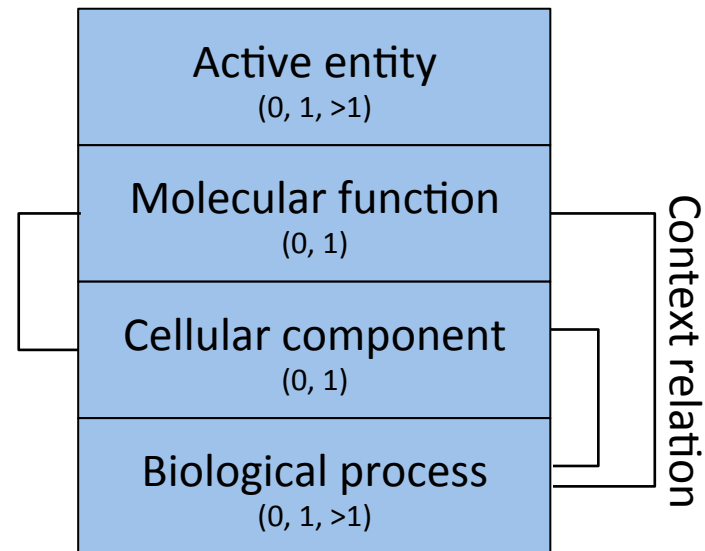 Active entity
(0, 1, >1)
Molecular function
(0, 1)
Cellular component
(0, 1)
Biological process
(0, 1, >1)
Context relation